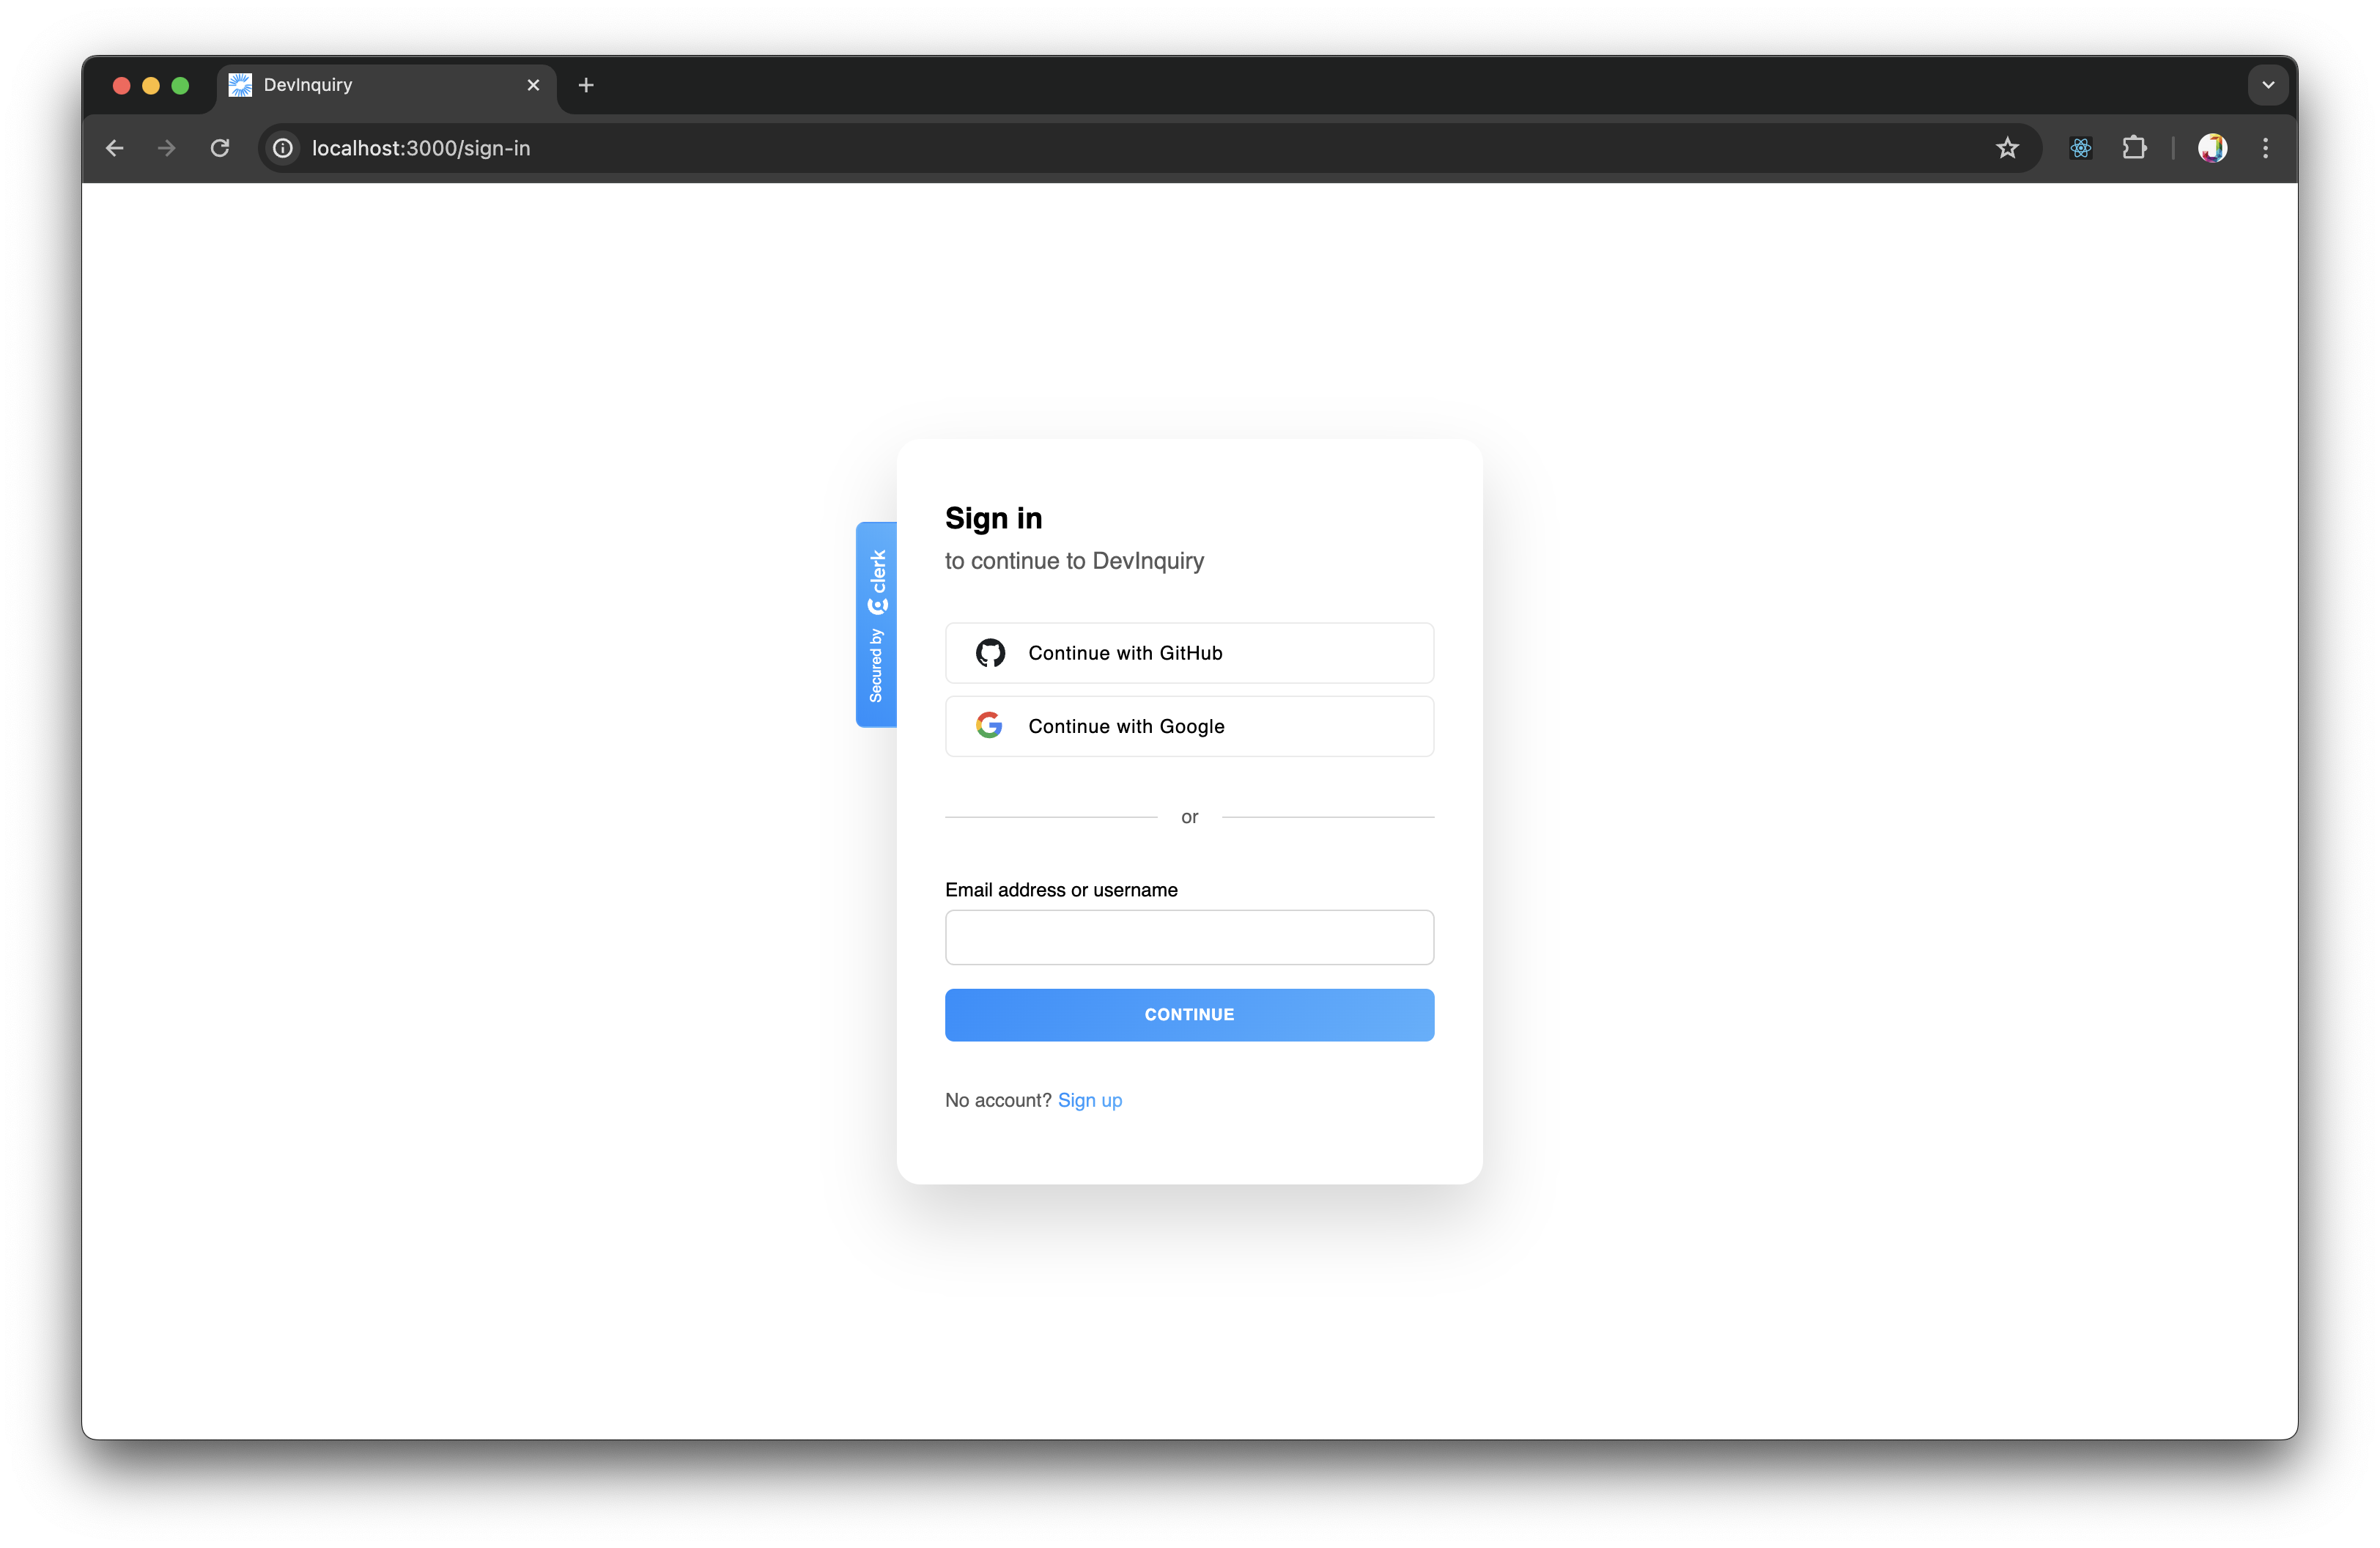 DevInquiry
localhost:3000/sign-in
Sign in
to continue to DevInquiry
Secured by clerk
Continue with GitHub
Continue with Google
or
Email address or username
CONTINUE
No account? Sign up